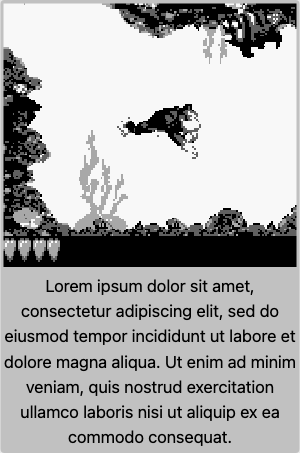 Lorem ipsum dolor sit amet,
consectetur adipiscing elit, sed do
eiusmod tempor incididunt ut labore et
dolore magna aliqua. Ut enim ad minim
veniam, quis nostrud exercitation
ullamco laboris nisi ut aliquip ex ea
commodo consequat.